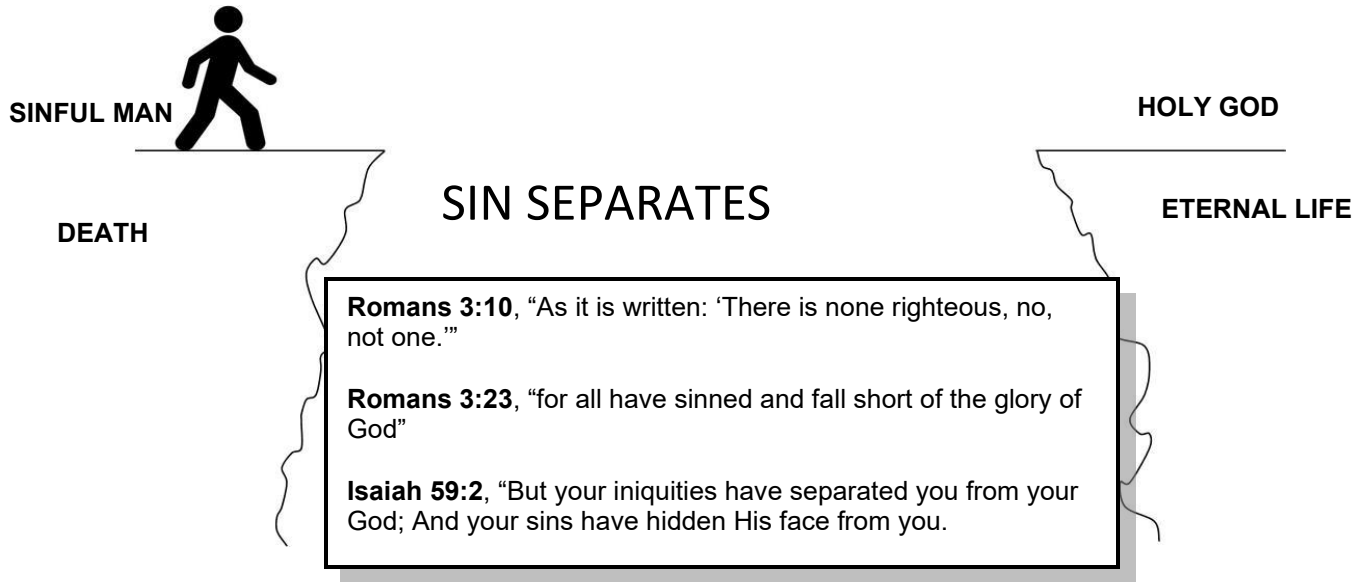 SINFUL MAN
HOLY GOD
SIN SEPARATES
ETERNAL LIFE
DEATH
Romans 3:10, “As it is written: ‘There is none righteous, no,
not one.’”
Romans 3:23, “for all have sinned and fall short of the glory of
God”
Isaiah 59:2, “But your iniquities have separated you from your
God; And your sins have hidden His face from you.